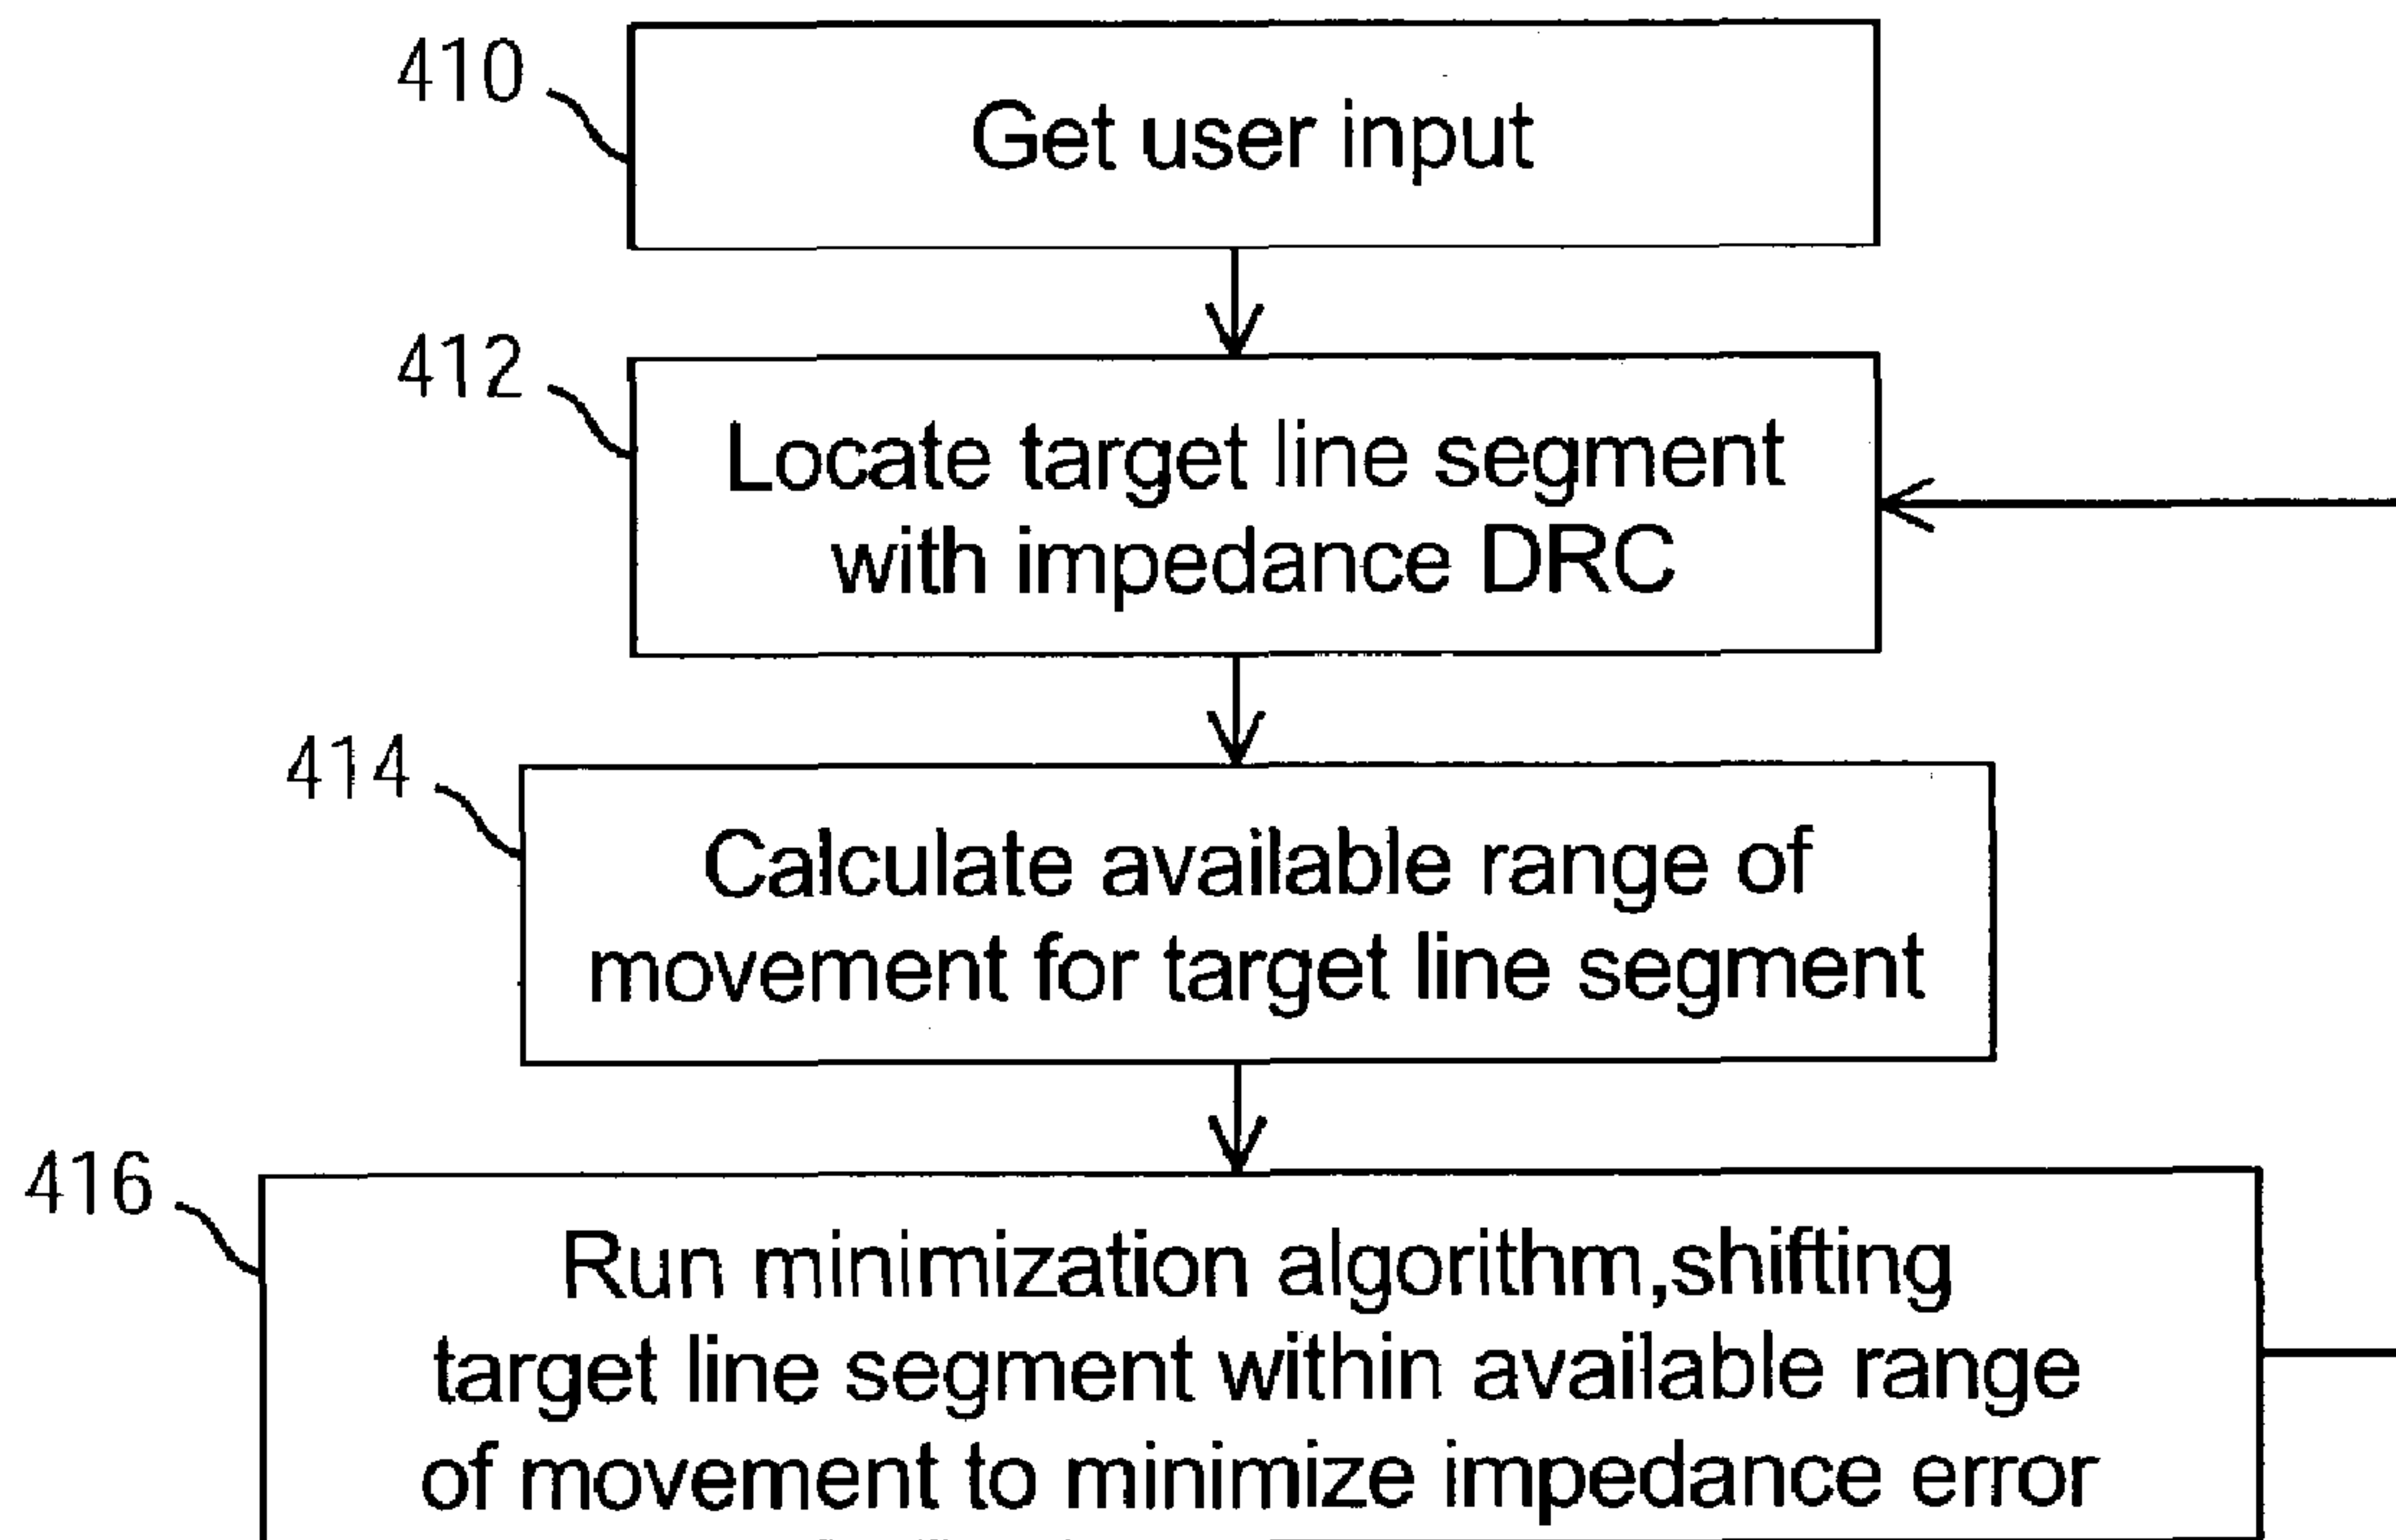 410
Get user input
412
Locate target line segment
with impedance DRC
414
Calculate available range of
movement for target line segment
416
Run minimization algorithm,shifting
target line segment within available range
of movement to minimize impedance error